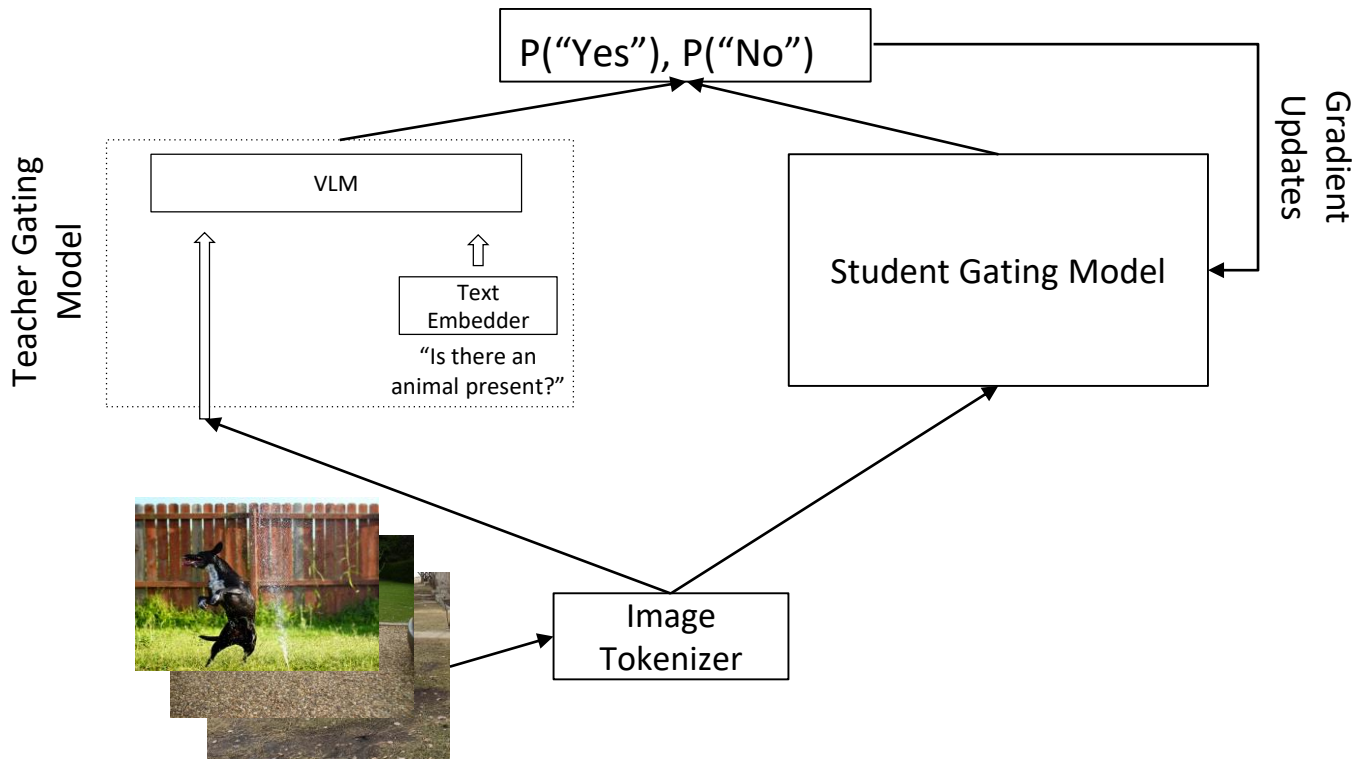 P(“Yes”), P(“No”)
Gradient
Updates
Teacher Gating
Model
VLM
Text
Embedder
“Is there an
animal present?”
Student Gating Model
Image
Tokenizer